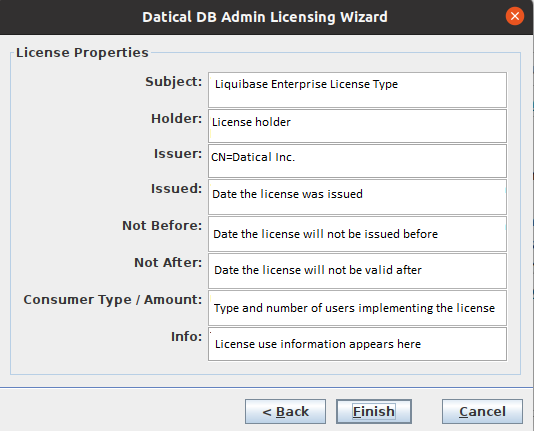 Datical DB Admin Licensing Wizard
License Properties
Subject: Liquibase Enterprise License Type
Holder: License holder
Issuer: CN=Datical Inc.
Issued: Date the license was issued
Not Before: Date the license will not be issued before
Not After: Date the license will not be valid after
Consumer Type / Amount: Type and number of users implementing the license
Info: License use information appears here
< Back Finish Cancel